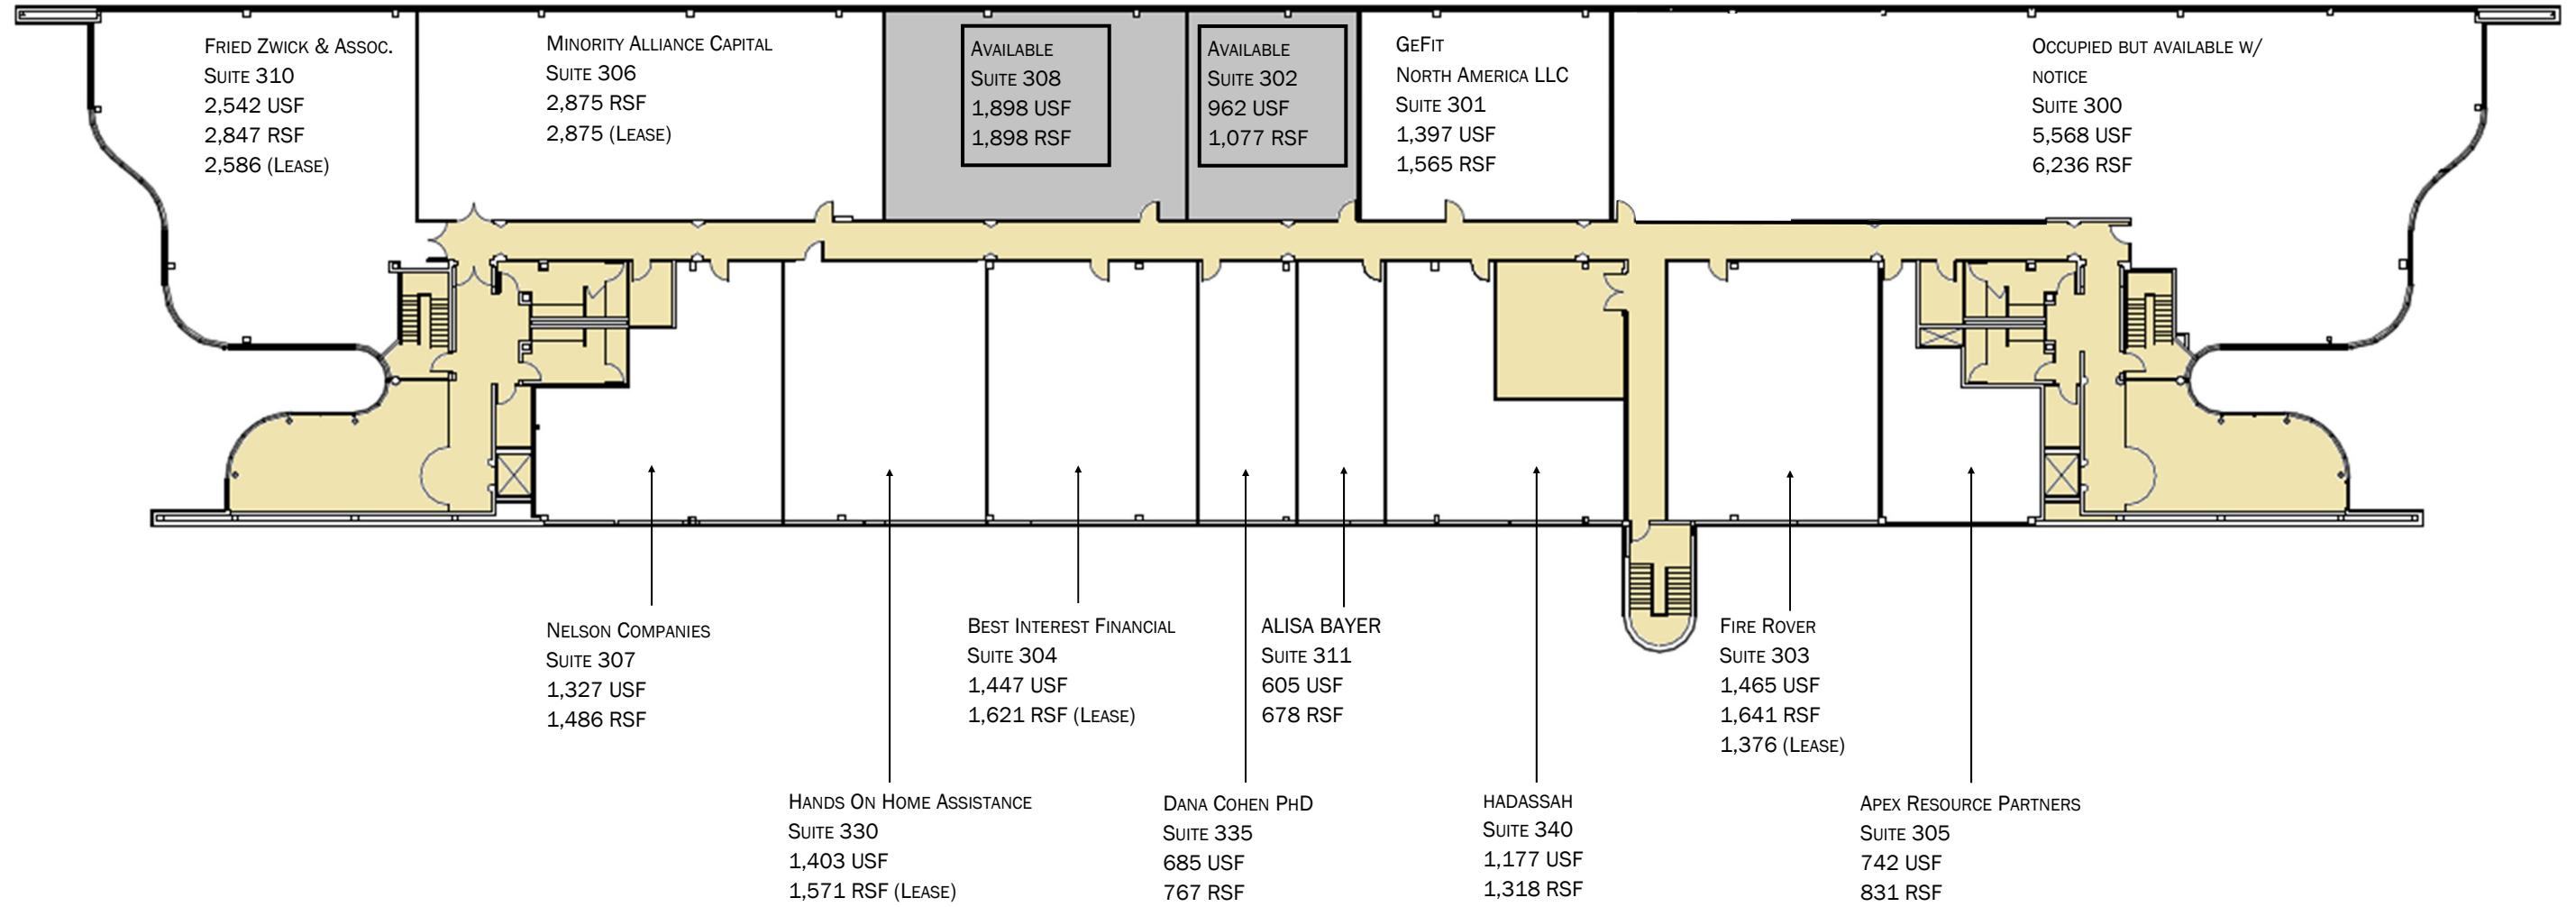 FRIED ZWICK & ASSOC.
SUITE 310
2,542 USF
2,847 RSF
2,586 (LEASE)
MINORITY ALLIANCE CAPITAL
SUITE 306
2,875 RSF
2,875 (LEASE)
AVAILABLE
SUITE 308
1,898 USF
1,898 RSF
AVAILABLE
SUITE 302
962 USF
1,077 RSF
GEFIT
NORTH AMERICA LLC
SUITE 301
1,397 USF
1,565 RSF
OCCUPIED BUT AVAILABLE W/
NOTICE
SUITE 300
5,568 USF
6,236 RSF
NELSON COMPANIES
SUITE 307
1,327 USF
1,486 RSF
BEST INTEREST FINANCIAL
SUITE 304
1,447 USF
1,621 RSF (LEASE)
ALISA BAYER
SUITE 311
605 USF
678 RSF
FIRE ROVER
SUITE 303
1,465 USF
1,641 RSF
1,376 (LEASE)
HANDS ON HOME ASSISTANCE
SUITE 330
1,403 USF
1,571 RSF (LEASE)
DANA COHEN PHD
SUITE 335
685 USF
767 RSF
HADASSAH
SUITE 340
1,177 USF
1,318 RSF
APEX RESOURCE PARTNERS
SUITE 305
742 USF
831 RSF